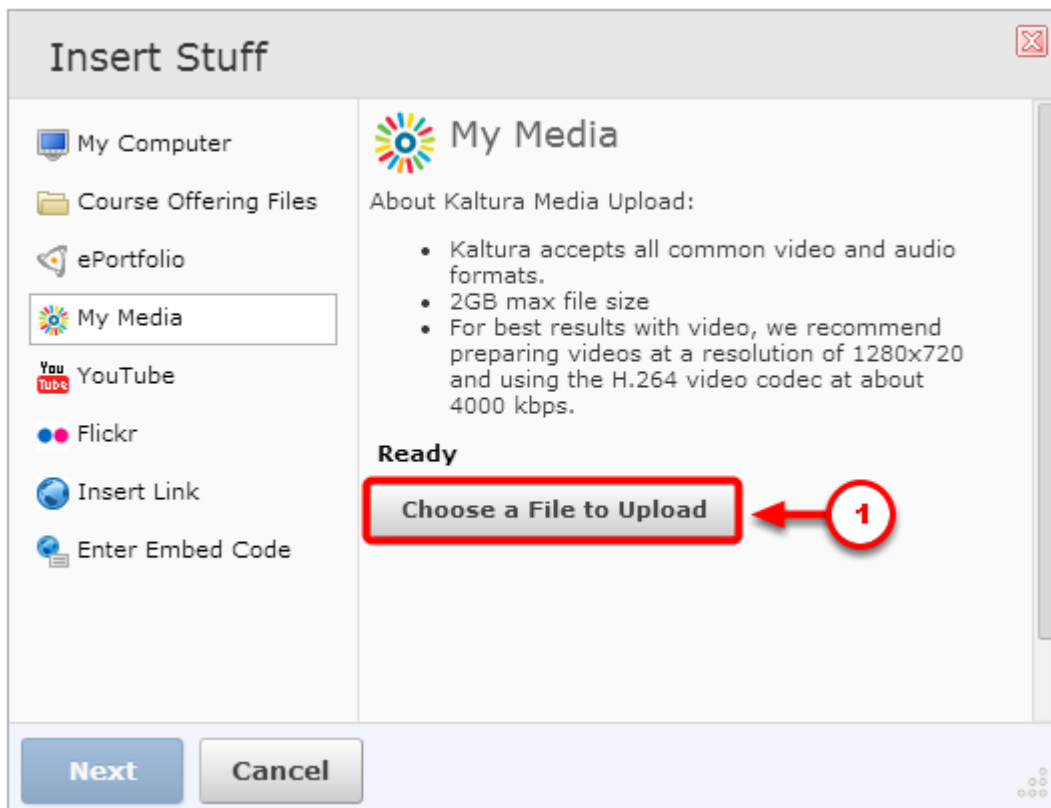 Insert Stuff
My Computer
Course Offering Files
ePortfolio
My Media
You
Tube
YouTube
Flickr
Insert Link
Enter Embed Code
My Media
About Kaltura Media Upload:
• Kaltura accepts all common video and audio
formats.
• 2GB max file size
• For best results with video, we recommend
preparing videos at a resolution of 1280x720
and using the H.264 video codec at about
4000 kbps.
Ready
Choose a File to Upload
1
Next
Cancel